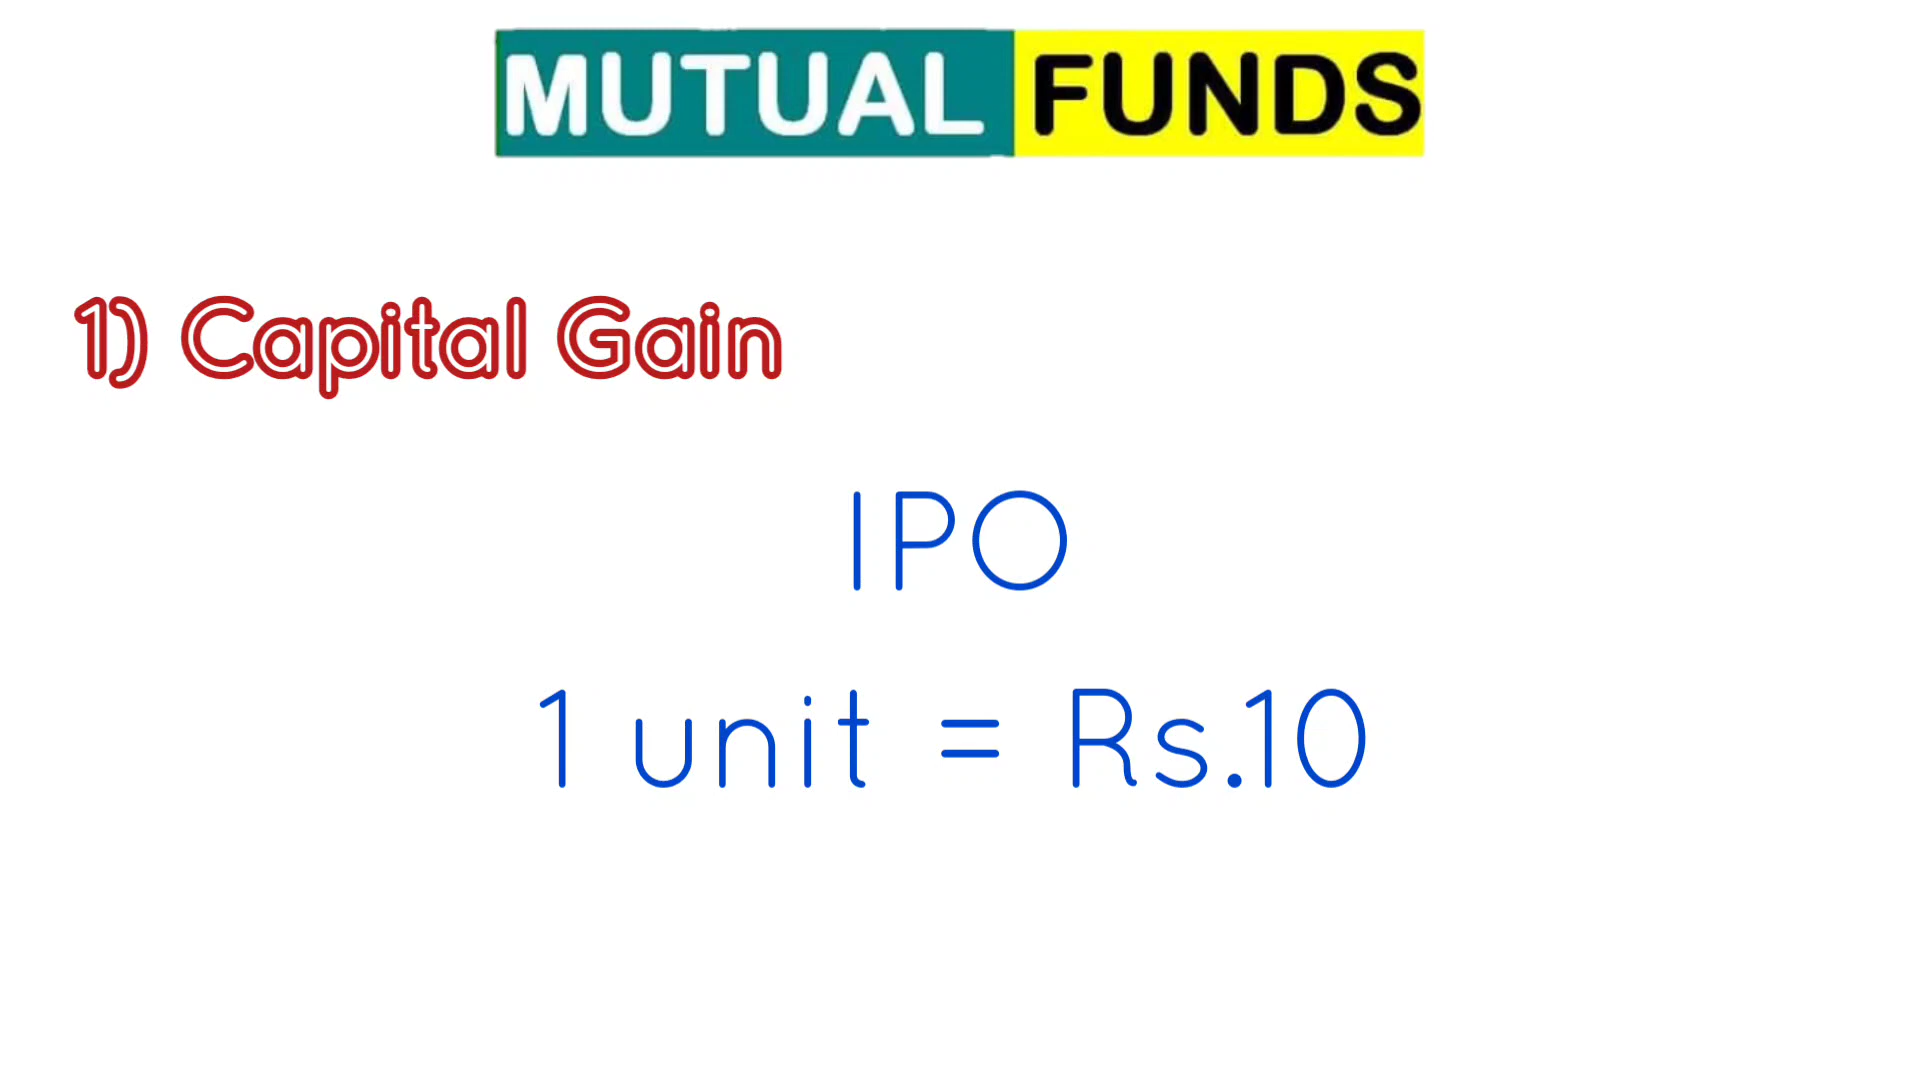 MUTUAL FUNDS
1) Capital Gain
IPO
1 unit = Rs.10